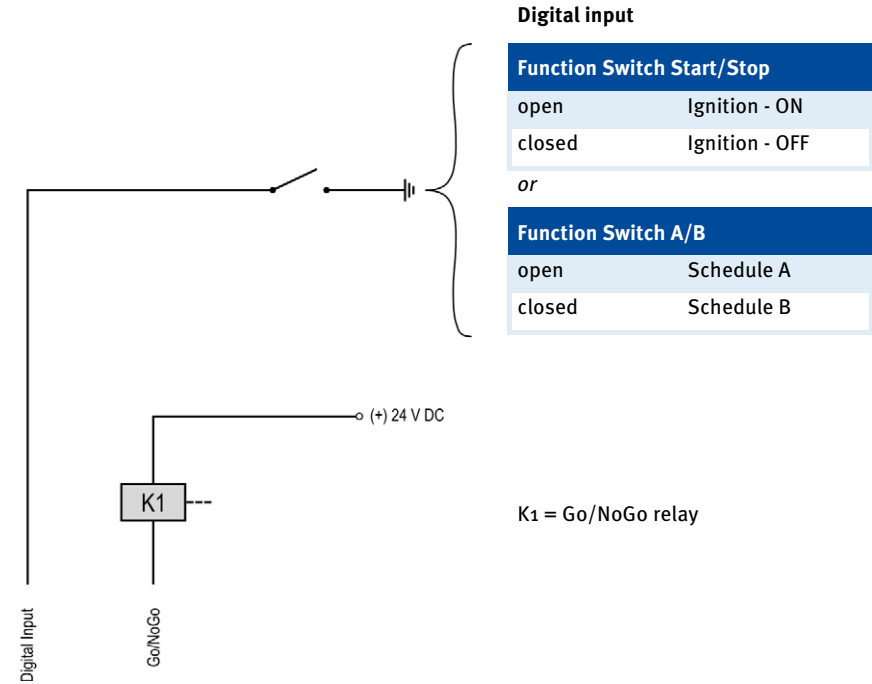 Digital input
Function Switch Start/Stop
open Ignition - ON
closed Ignition - OFF
or
Function Switch A/B
open Schedule A
closed Schedule B
(+) 24 V DC
K1
K1 = Go/NoGo relay
Digital Input
Go/NoGo